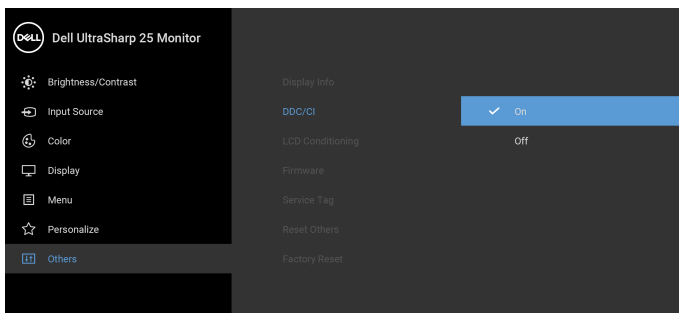 DELL Dell UltraSharp 25 Monitor
Brightness/Contrast
Input Source
Color
Display
Menu
Personalize
Others
Display Info
DDC/CI
LCD Conditioning
Firmware
Service Tag
Reset Others
Factory Reset
On
Off